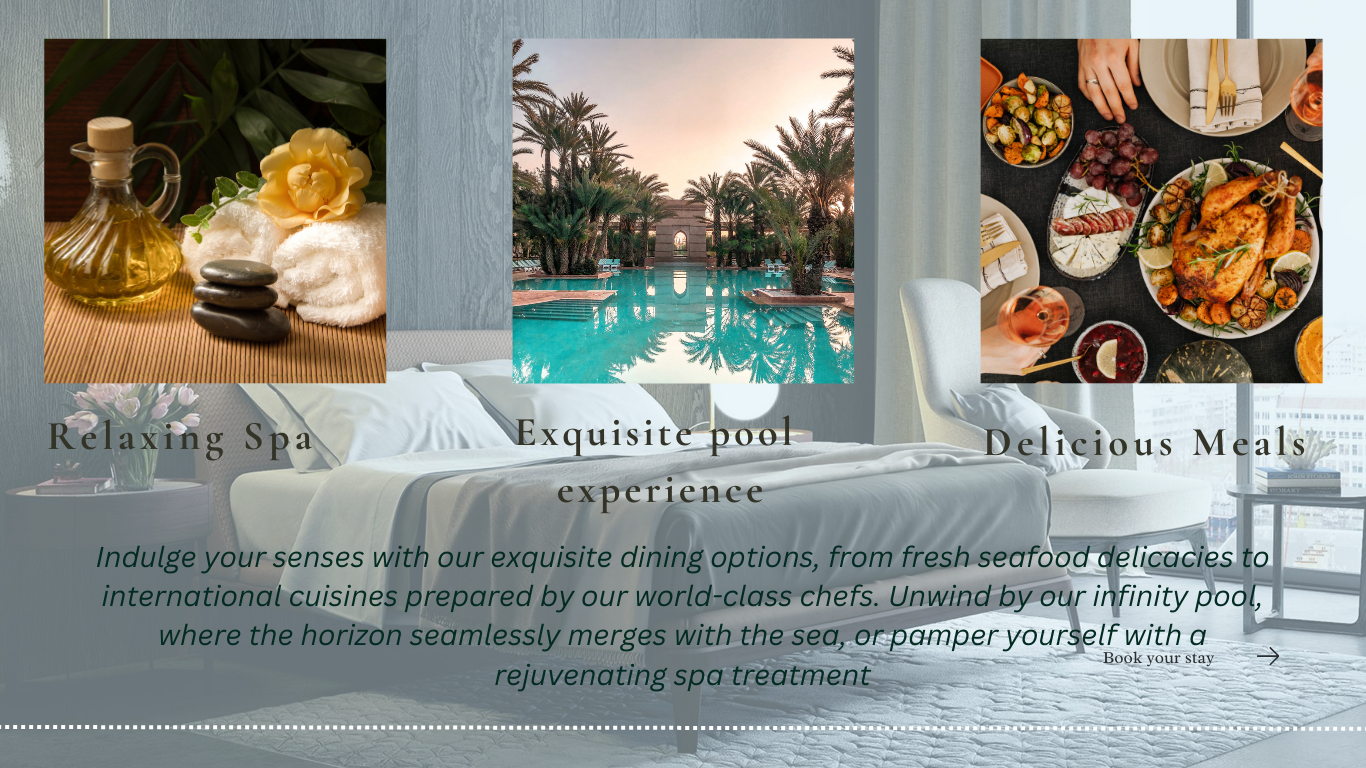 Relaxing Spa
Exquisite pool
experience
Delicious Meals
Indulge your senses with our exquisite dining options, from fresh seafood delicacies to
international cuisines prepared by our world-class chefs. Unwind by our infinity pool,
where the horizon seamlessly merges with the sea, or pamper yourself with a
rejuvenating spa treatment
Book your stay